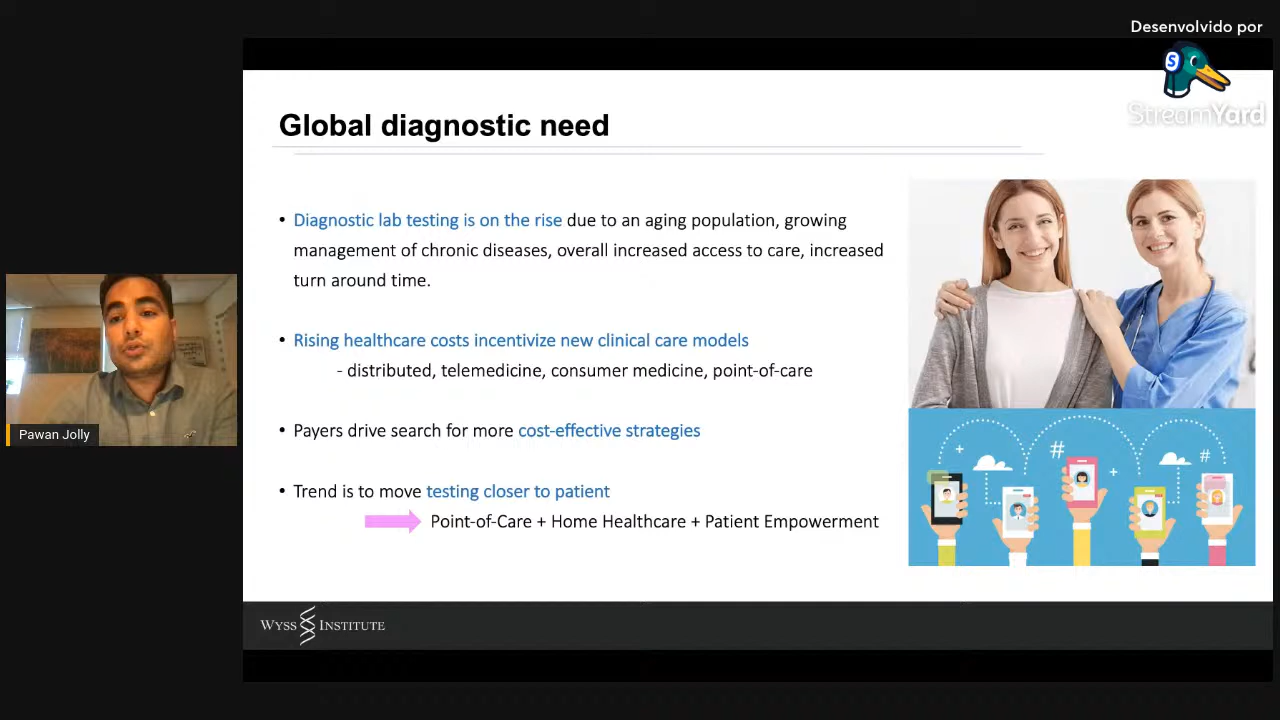 Desenvolvido por
S
StreamYard
Global diagnostic need
• Diagnostic lab testing is on the rise due to an aging population, growing
management of chronic diseases, overall increased access to care, increased
turn around time.
• Rising healthcare costs incentivize new clinical care models
- distributed, telemedicine, consumer medicine, point-of-care
• Payers drive search for more cost-effective strategies
• Trend is to move testing closer to patient
Point-of-Care + Home Healthcare + Patient Empowerment
+ # + #
Pawan Jolly
WYSS INSTITUTE